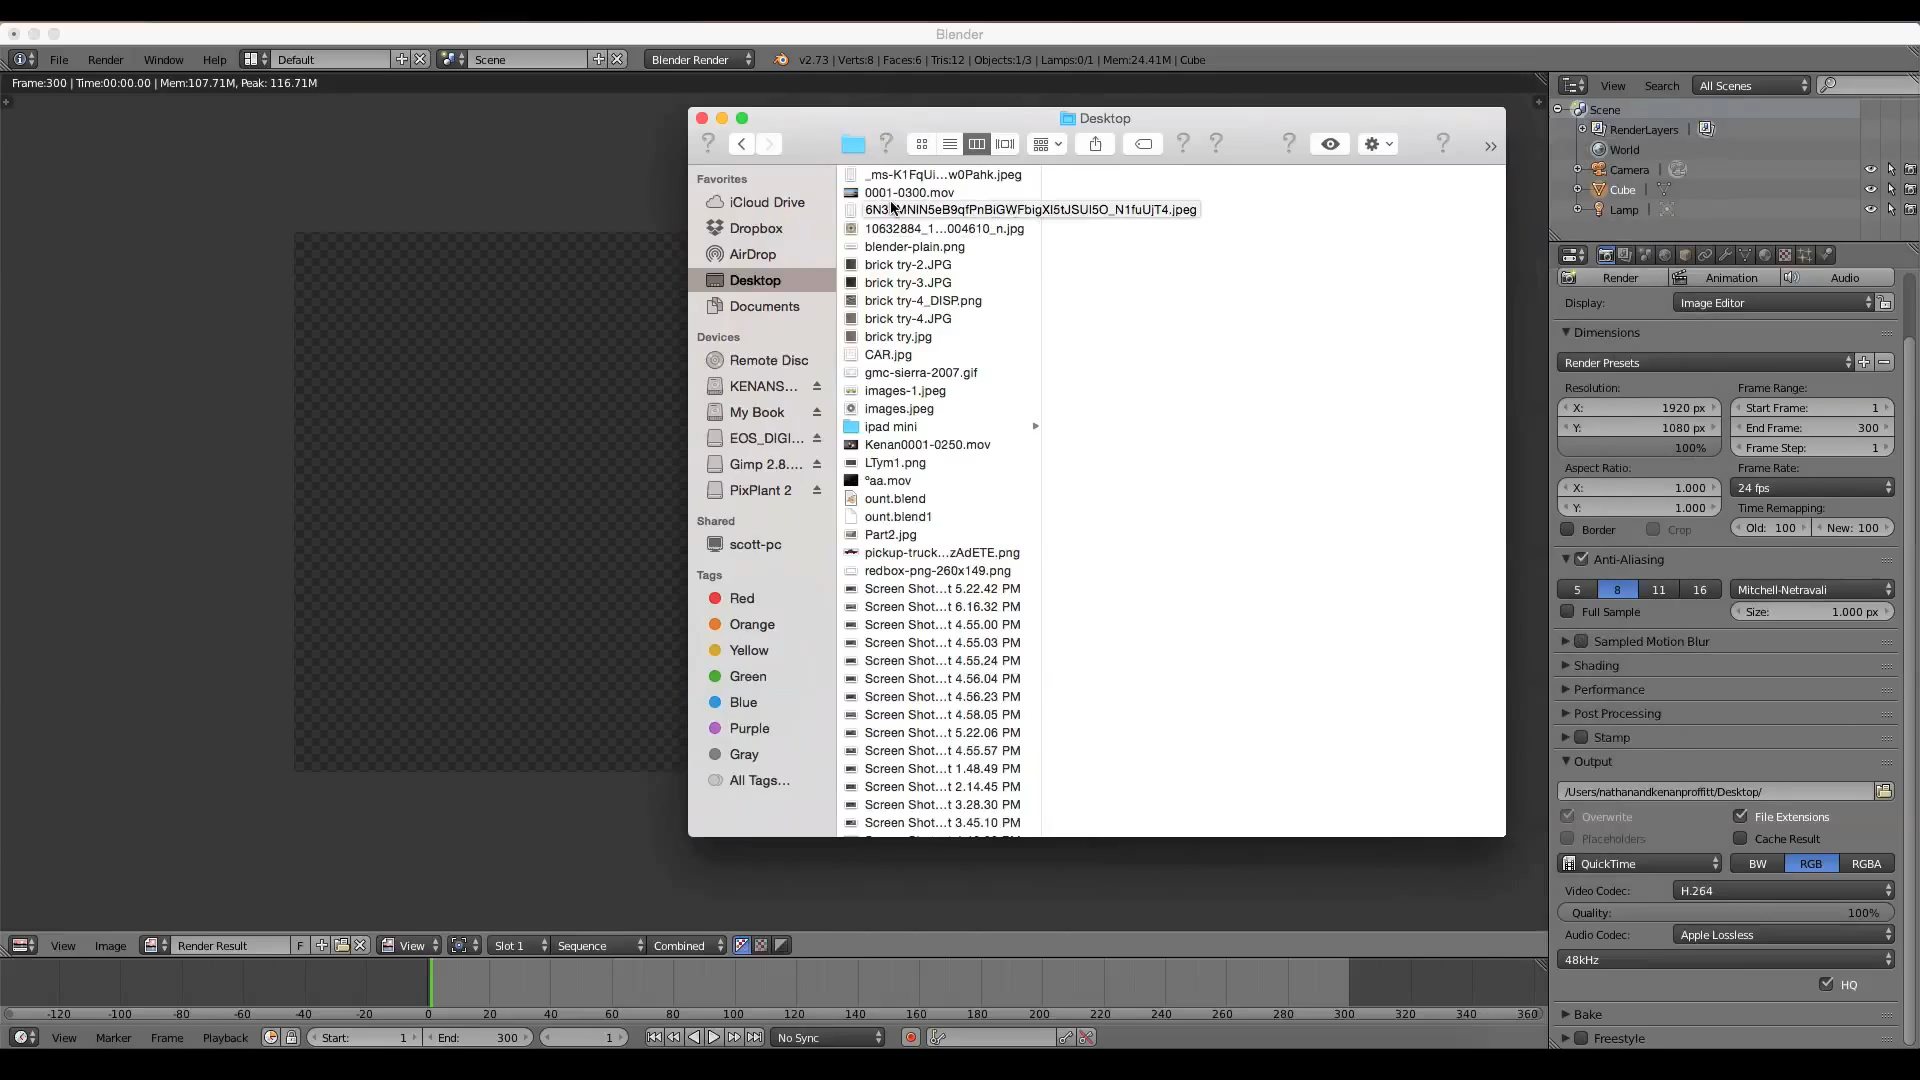 Blender
File Render Window Help Default Scene Blender Render v2.73 | Verts:8 | Faces:6 | Tris:12 | Objects:1/3 | Lamps:0/1 | Mem:24.41M | Cube
Frame:300 | Time:00:00.00 | Mem:107.71M, Peak: 116.71M
Desktop
Favorites
iCloud Drive
Dropbox
AirDrop
Desktop
Documents
Devices
Remote Disc
KENANS...
My Book
EOS_DIGI...
Gimp 2.8....
PixPlant 2
Shared
scott-pc
Tags
Red
Orange
Yellow
Green
Blue
Purple
Gray
All Tags...
_ms-K1FqUi...w0Pahk.jpeg
0001-0300.mov
10632884_1...004610_n.jpg
blender-plain.png
brick try-2.JPG
brick try-3.JPG
brick try-4_DISP.png
brick try-4.JPG
brick try.jpg
CAR.jpg
gmc-sierra-2007.gif
images-1.jpeg
images.jpeg
ipad mini
Kenan0001-0250.mov
LTym1.png
ªaa.mov
ount.blend
ount.blend1
Part2.jpg
pickup-truck...zAdETE.png
redbox-png-260x149.png
Screen Shot...t 5.22.42 PM
Screen Shot...t 6.16.32 PM
Screen Shot...t 4.55.00 PM
Screen Shot...t 4.55.03 PM
Screen Shot...t 4.55.24 PM
Screen Shot...t 4.56.04 PM
Screen Shot...t 4.56.23 PM
Screen Shot...t 4.58.05 PM
Screen Shot...t 5.22.06 PM
Screen Shot...t 4.55.57 PM
Screen Shot...t 1.48.49 PM
Screen Shot...t 2.14.45 PM
Screen Shot...t 3.28.30 PM
Screen Shot...t 3.45.10 PM
View Search All Scenes
Scene
RenderLayers
World
Camera
Cube
Lamp
Render Animation Audio
Display: Image Editor
Dimensions
Render Presets
Resolution: Frame Range:
X: 1920 px Start Frame: 1
Y: 1080 px End Frame: 300
100% Frame Step: 1
Aspect Ratio: Frame Rate:
X: 1.000 24 fps
Y: 1.000 Time Remapping:
Border Crop Old: 100 New: 100
Anti-Aliasing
5 8 11 16 Mitchell-Netravali
Full Sample Size: 1.000 px
Sampled Motion Blur
Shading
Performance
Post Processing
Stamp
Output
/Users/nathanandkenanproffitt/Desktop/
Overwrite File Extensions
Placeholders Cache Result
QuickTime BW RGB RGBA
Video Codec: H.264
Quality: 100%
Audio Codec: Apple Lossless
48kHz
HQ
Bake
Freestyle
View Image Render Result F View Slot 1 Sequence Combined
-120 -100 -80 -60 -40 -20 0 20 40 60 80 100 120 140 160 180 200 220 240 260 280 300 320 340 360
View Marker Frame Playback Start: 1 End: 300 1 No Sync